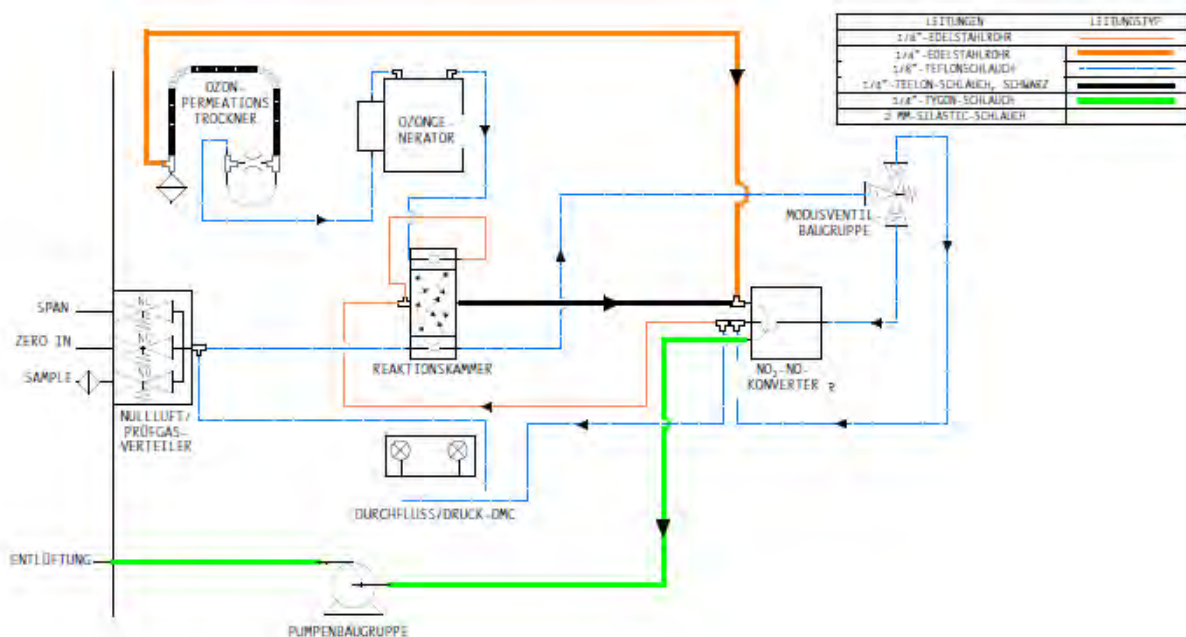 LEITUNGEN LEITUNGSTYP
1/8"-EDELSTAHLROHR
1/4"-EDELSTAHLROHR
1/8"-TEFLONSCHLAUCH
1/4"-TEFLON-SCHLAUCH, SCHWARZ
1/4"-TYGON-SCHLAUCH
2 MM-SILASTIC-SCHLAUCH
OZON-
PERMEATIONS
TROCKNER
OZONGE-
NERATOR
MODUSVENTIL-
BAUGRUPPE
SPAN
ZERO IN
SAMPLE
NULLLUFT/
PRÜFGAS-
VERTEILER
REAKTIONSKAMMER
NO₂-NO-
KONVERTER
DURCHFLUSS/DRUCK-DMC
ENTLÜFTUNG
PUMPENBAUGRUPPE